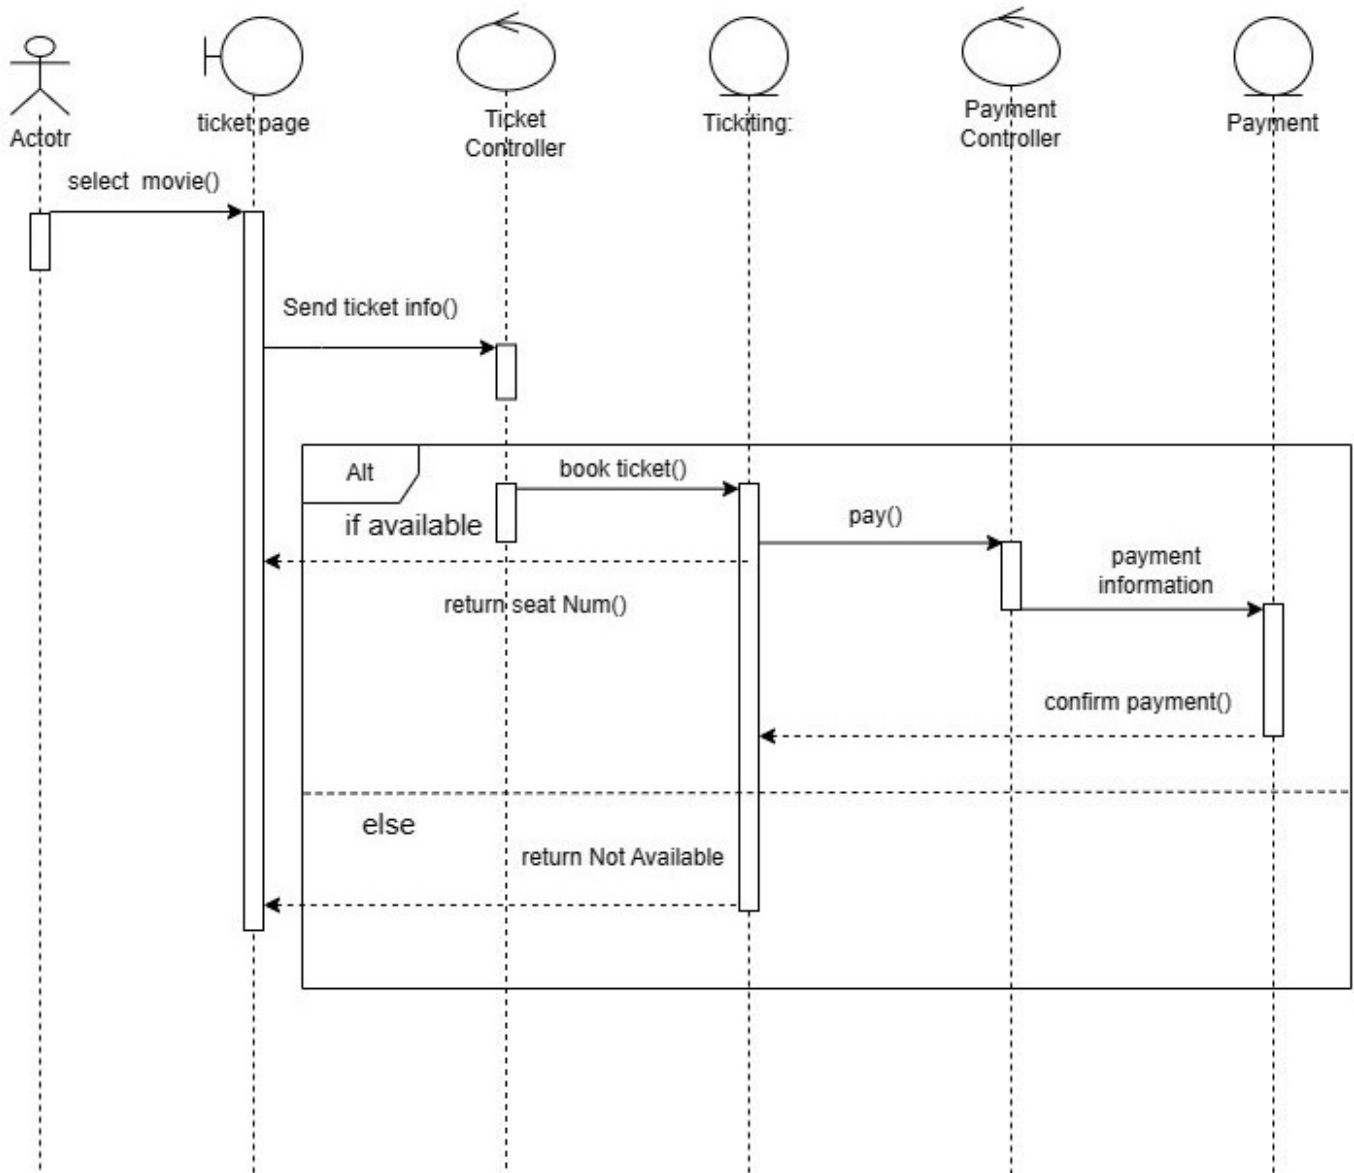 Actotr
ticket page
Ticket
Controller
Tickiting:
Payment
Controller
Payment
select movie()
Send ticket info()
Alt
book ticket()
if available
pay()
payment
information
return seat Num()
confirm payment()
else
return Not Available